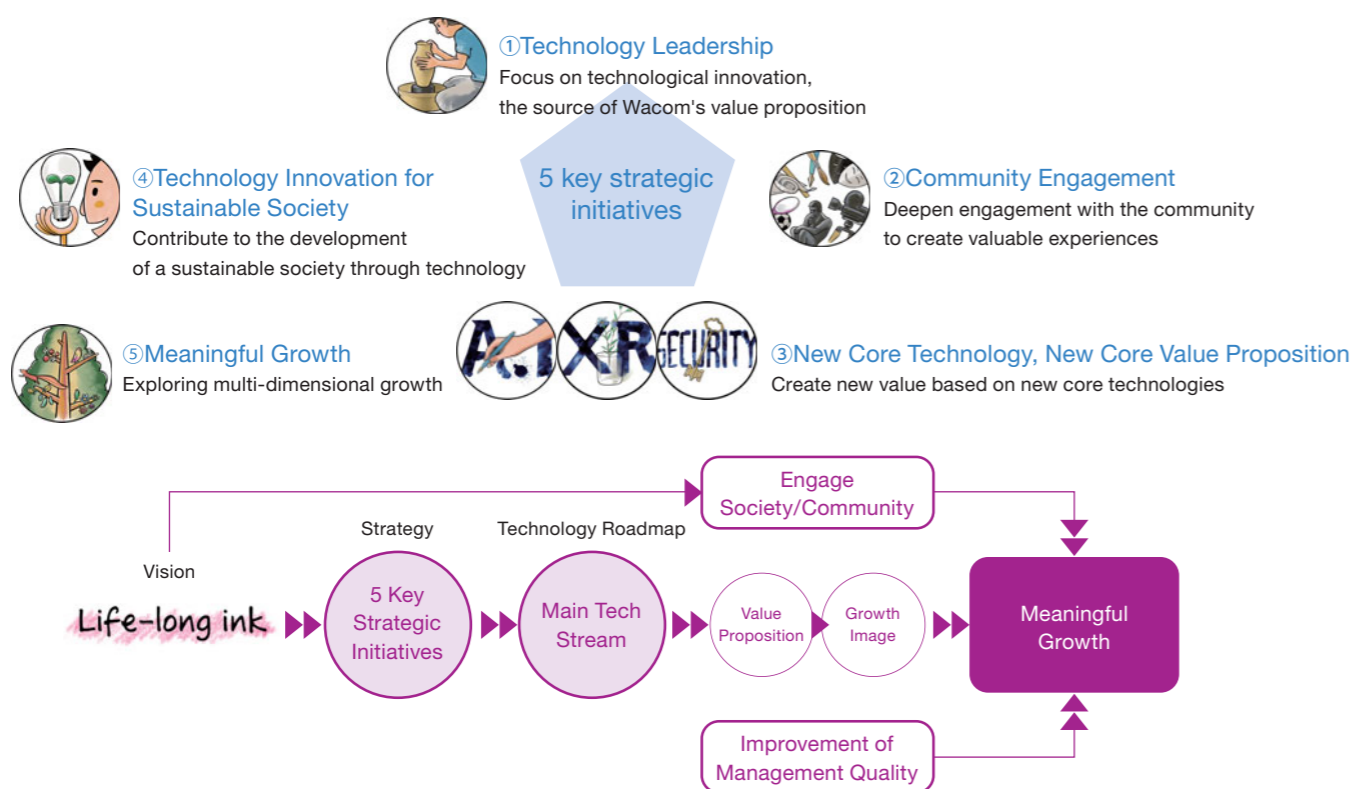 ①Technology Leadership
Focus on technological innovation,
the source of Wacom's value proposition
5 key strategic
initiatives
②Community Engagement
Deepen engagement with the community
to create valuable experiences
④Technology Innovation for
Sustainable Society
Contribute to the development
of a sustainable society through technology
A.I
XR
SECURITY
③New Core Technology, New Core Value Proposition
Create new value based on new core technologies
⑤Meaningful Growth
Exploring multi-dimensional growth
Engage
Society/Community
Vision
Life-long ink
Strategy
5 Key
Strategic
Initiatives
Technology Roadmap
Main Tech
Stream
Value
Proposition
Growth
Image
Meaningful
Growth
Improvement of
Management Quality